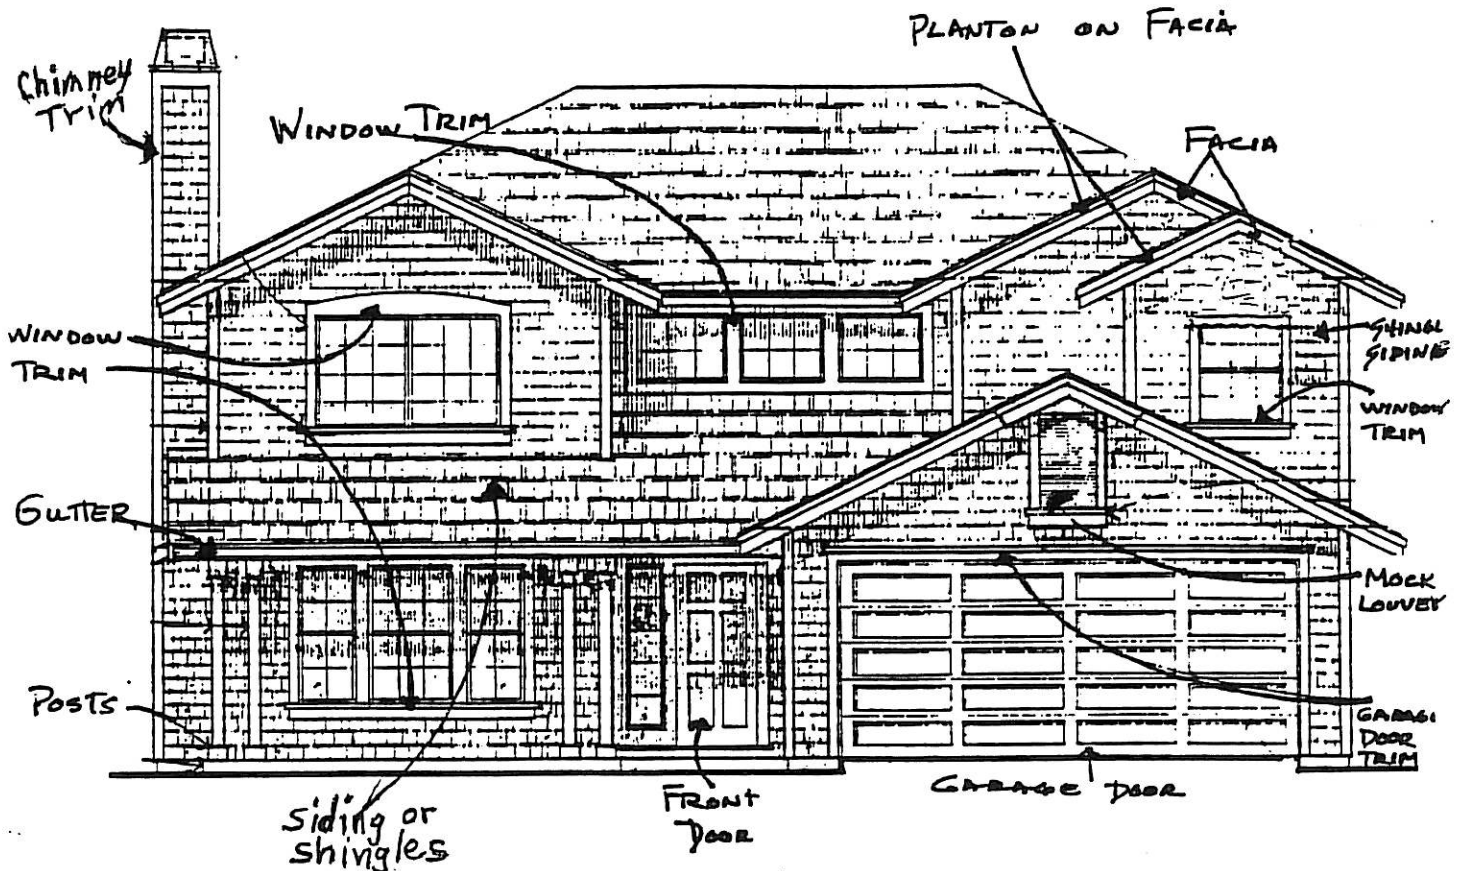 PLANTON ON FACIA
Chimney
Trim
WINDOW TRIM
FACIA
WINDOW
TRIM
SHINGL
SIDING
WINDOW
TRIM
GUTTER
MOCK
LOUVER
POSTS
GARAGE
DOOR
TRIM
GARAGE DOOR
FRONT
DOOR
Siding or
Shingles